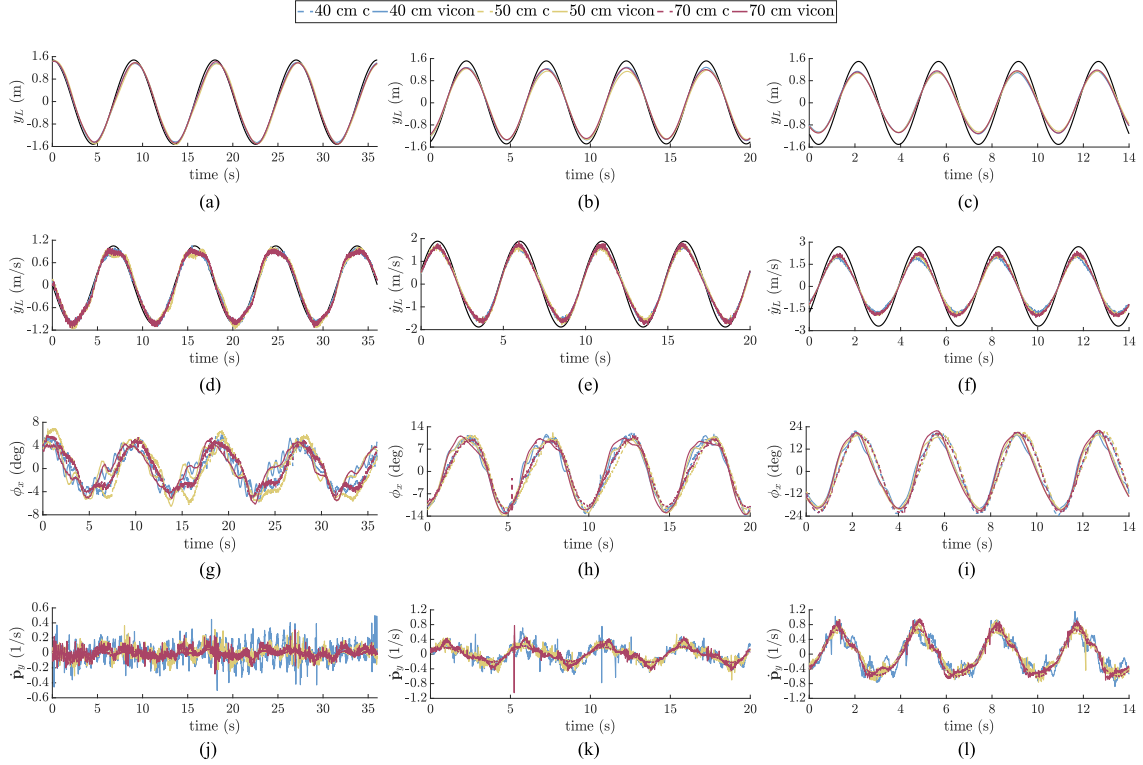 40 cm c 40 cm vicon 50 cm c 50 cm vicon 70 cm c 70 cm vicon
1.6 0.8 0 -0.8 -1.6
y_L (m)
0 5 10 15 20 25 30 35
time (s)
(a)
1.6 0.8 0 -0.8 -1.6
y_L (m)
0 5 10 15 20
time (s)
(b)
1.6 0.8 0 -0.8 -1.6
y_L (m)
0 2 4 6 8 10 12 14
time (s)
(c)
1.2 0.6 0 -0.6 -1.2
ẏ_L (m/s)
0 5 10 15 20 25 30 35
time (s)
(d)
2 1 0 -1 -2
ẏ_L (m/s)
0 5 10 15 20
time (s)
(e)
3 1.5 0 -1.5 -3
ẏ_L (m/s)
0 2 4 6 8 10 12 14
time (s)
(f)
8 4 0 -4 -8
ϕ_x (deg)
0 5 10 15 20 25 30 35
time (s)
(g)
14 7 0 -7 -14
ϕ_x (deg)
0 5 10 15 20
time (s)
(h)
24 12 0 -12 -24
ϕ_x (deg)
0 2 4 6 8 10 12 14
time (s)
(i)
0.6 0.4 0.2 0 -0.2 -0.4 -0.6
ṗ_y (1/s)
0 5 10 15 20 25 30 35
time (s)
(j)
1.2 0.8 0.4 0 -0.4 -0.8 -1.2
ṗ_y (1/s)
0 5 10 15 20
time (s)
(k)
1.2 0.8 0.4 0 -0.4 -0.8 -1.2
ṗ_y (1/s)
0 2 4 6 8 10 12 14
time (s)
(l)